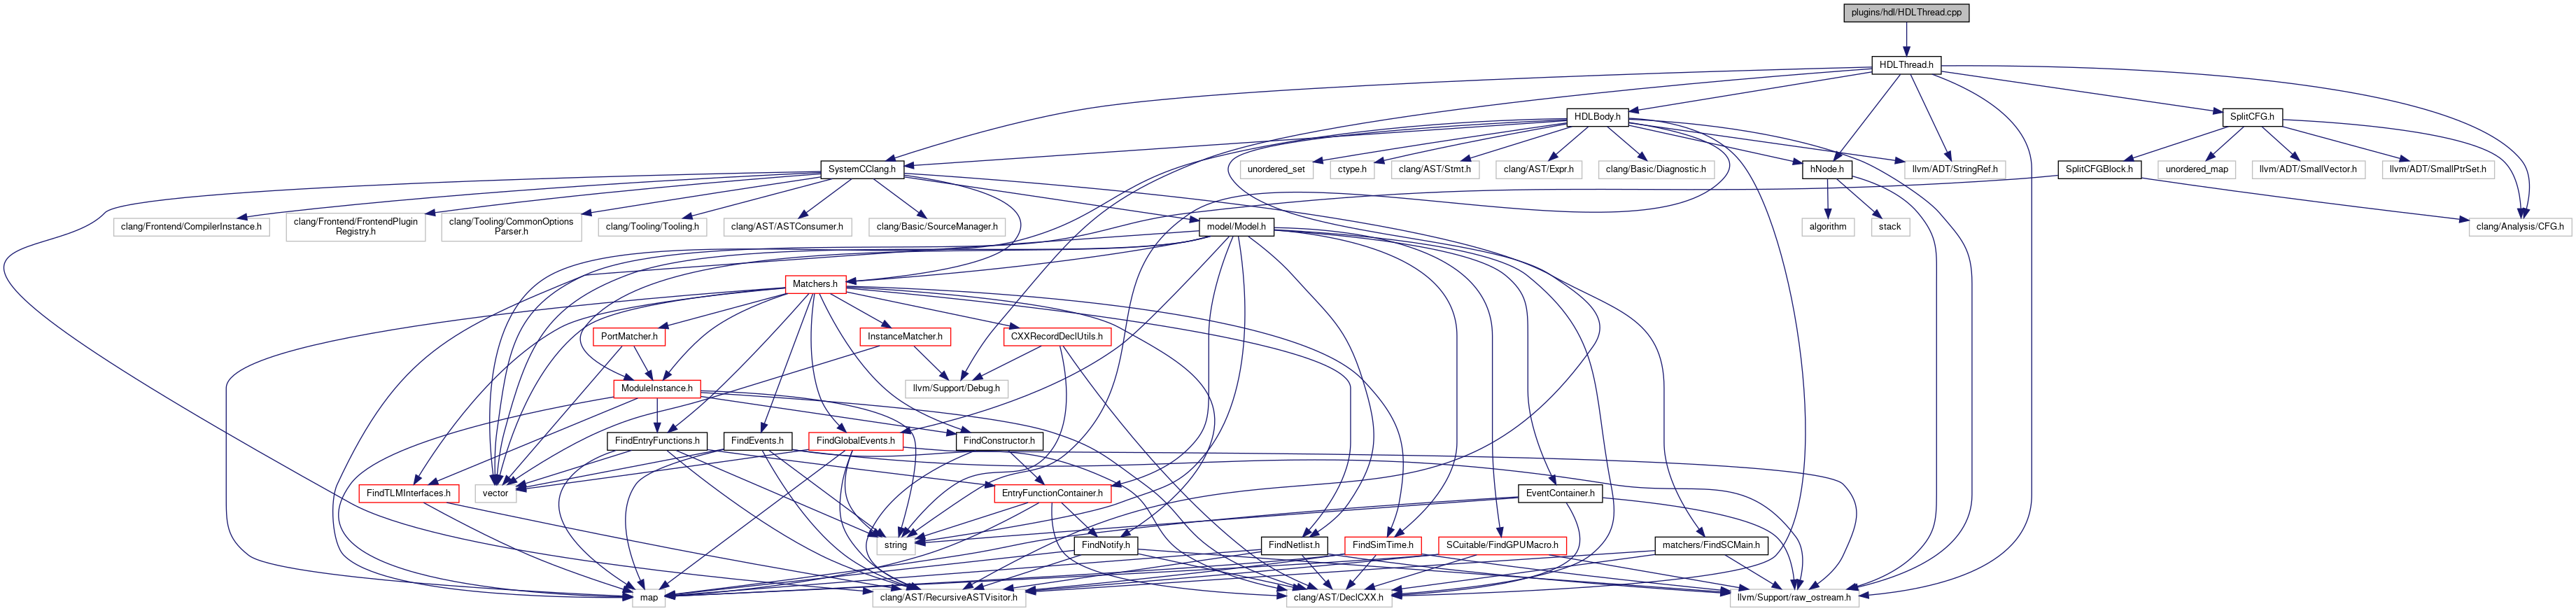 plugins/hdl/HDLThread.cpp
HDLThread.h
HDLBody.h
SplitCFG.h
SystemCClang.h
unordered_set
ctype.h
clang/AST/Stmt.h
clang/AST/Expr.h
clang/Basic/Diagnostic.h
hNode.h
llvm/ADT/StringRef.h
SplitCFGBlock.h
unordered_map
llvm/ADT/SmallVector.h
llvm/ADT/SmallPtrSet.h
clang/Frontend/CompilerInstance.h
clang/Frontend/FrontendPlugin
Registry.h
clang/Tooling/CommonOptions
Parser.h
clang/Tooling/Tooling.h
clang/AST/ASTConsumer.h
clang/Basic/SourceManager.h
model/Model.h
algorithm
stack
clang/Analysis/CFG.h
Matchers.h
PortMatcher.h
InstanceMatcher.h
CXXRecordDeclUtils.h
ModuleInstance.h
llvm/Support/Debug.h
FindEntryFunctions.h
FindEvents.h
FindGlobalEvents.h
FindConstructor.h
FindTLMInterfaces.h
vector
EntryFunctionContainer.h
EventContainer.h
string
FindNotify.h
FindNetlist.h
FindSimTime.h
SCuitable/FindGPUMacro.h
matchers/FindSCMain.h
map
clang/AST/RecursiveASTVisitor.h
clang/AST/DeclCXX.h
llvm/Support/raw_ostream.h